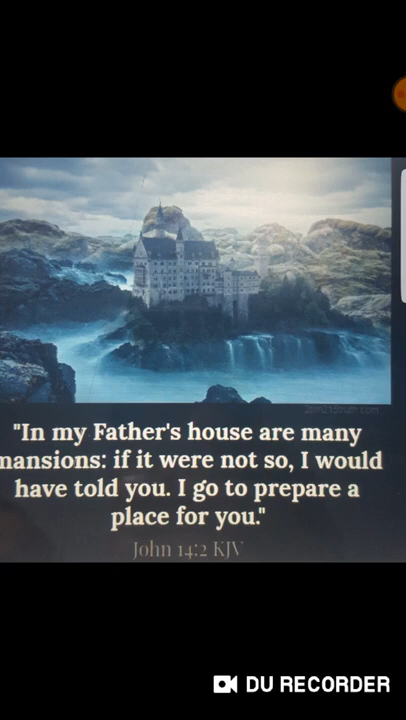 "In my Father's house are many
mansions: if it were not so, I would
have told you. I go to prepare a
place for you."
John 14:2 KJV
DU RECORDER